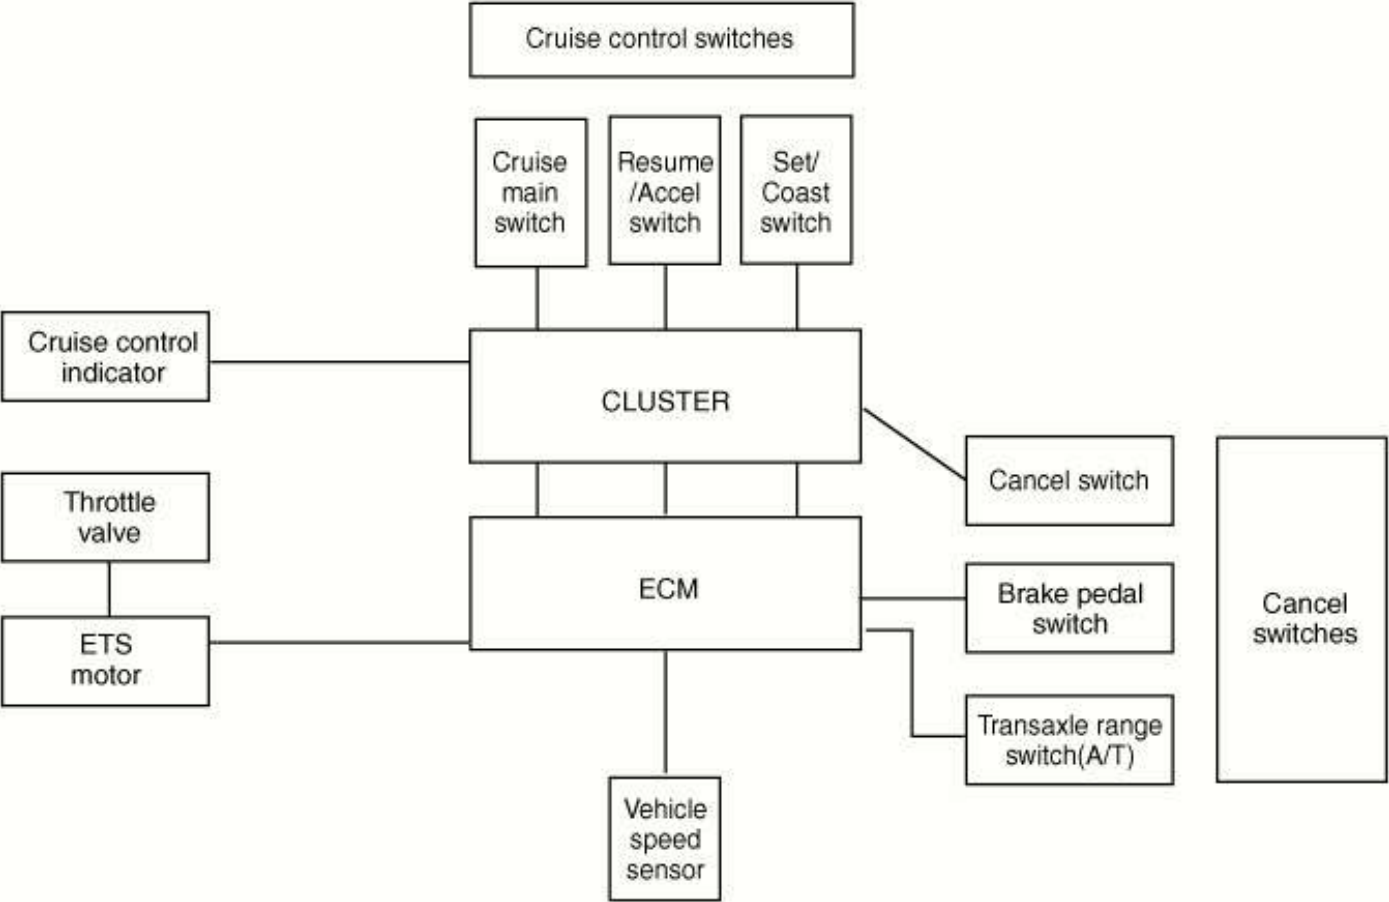 Cruise control switches
Cruise
main
switch
Resume
/Accel
switch
Set/
Coast
switch
Cruise control
indicator
CLUSTER
Cancel switch
Throttle
valve
ECM
Brake pedal
switch
Cancel
switches
ETS
motor
Transaxle range
switch(A/T)
Vehicle
speed
sensor